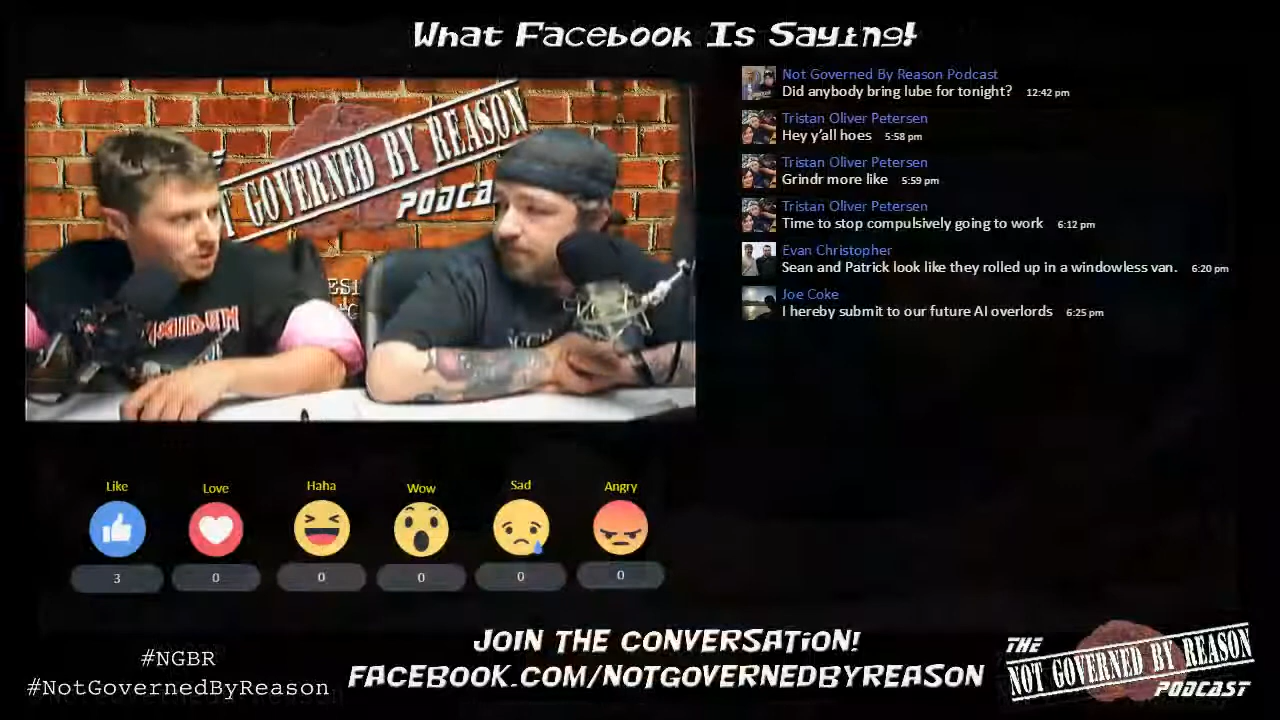 What Facebook Is Saying!
NOT GOVERNED BY REASON
PODCA
MAIDEN
Not Governed By Reason Podcast
Did anybody bring lube for tonight? 12:42 pm
Tristan Oliver Petersen
Hey y'all hoes 5:58 pm
Tristan Oliver Petersen
Grindr more like 5:59 pm
Tristan Oliver Petersen
Time to stop compulsively going to work 6:12 pm
Evan Christopher
Sean and Patrick look like they rolled up in a windowless van. 6:20 pm
Joe Coke
I hereby submit to our future AI overlords 6:25 pm
Like Love Haha Wow Sad Angry
3 0 0 0 0 0
#NGBR
#NotGovernedByReason
JOIN THE CONVERSATION!
FACEBOOK.COM/NOTGOVERNEDBYREASON
THE
NOT GOVERNED BY REASON
PODCAST